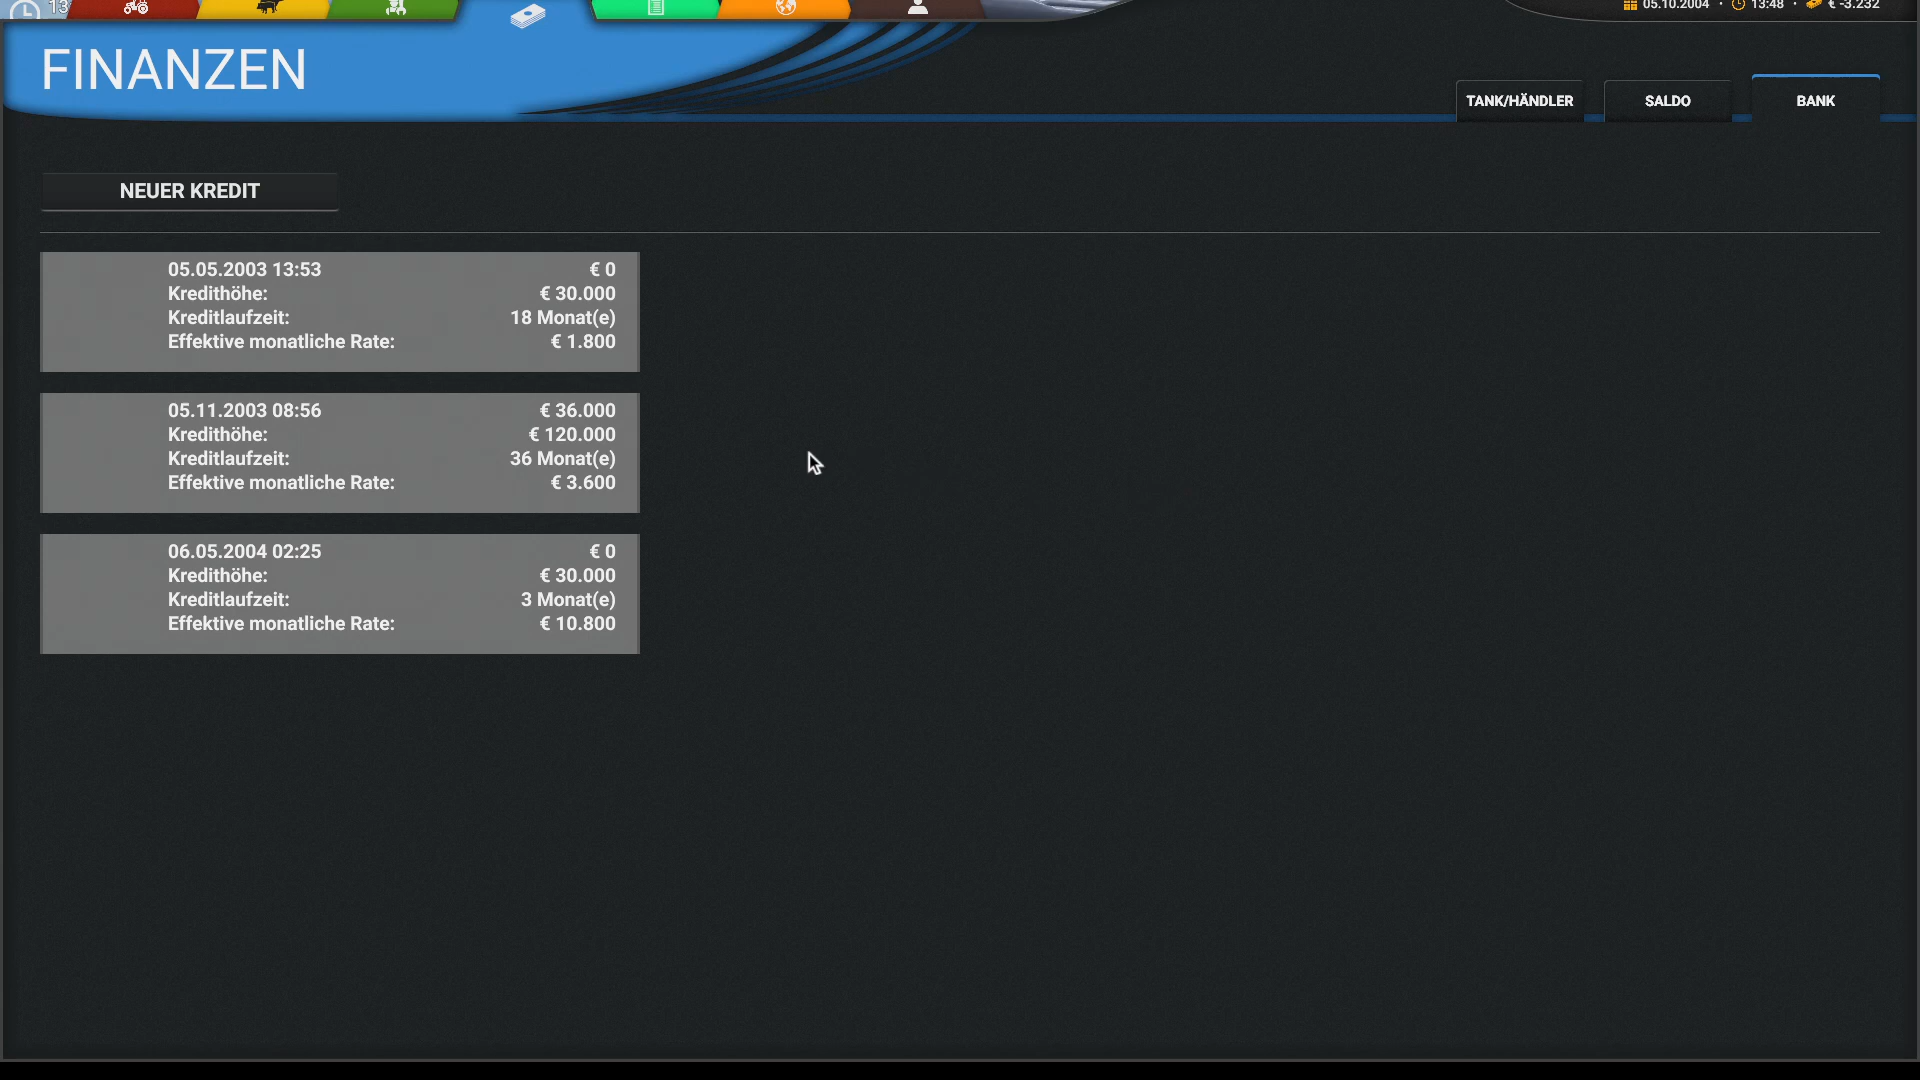 13
05.10.2004 · 13:48 · € -3.232
FINANZEN
TANK/HÄNDLER
SALDO
BANK
NEUER KREDIT
05.05.2003 13:53 € 0
Kredithöhe: € 30.000
Kreditlaufzeit: 18 Monat(e)
Effektive monatliche Rate: € 1.800
05.11.2003 08:56 € 36.000
Kredithöhe: € 120.000
Kreditlaufzeit: 36 Monat(e)
Effektive monatliche Rate: € 3.600
06.05.2004 02:25 € 0
Kredithöhe: € 30.000
Kreditlaufzeit: 3 Monat(e)
Effektive monatliche Rate: € 10.800